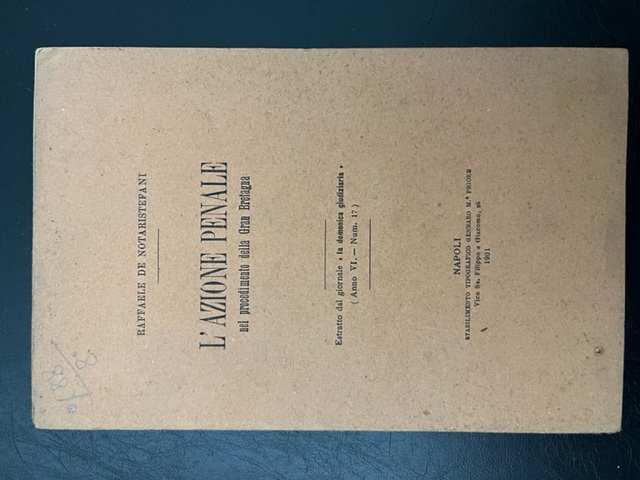 RAFFAELE DE NOTARISTEFANI
L'AZIONE PENALE
nel procedimento della Gran Bretagna
Estratto dal giornale « la domenica giudiziaria »
( Anno VI. — Num. 17 )
NAPOLI
STABILIMENTO TIPOGRAFICO GENNARO M.ª PRIORE
Vico Ss. Filippo e Giacomo, 21
1901